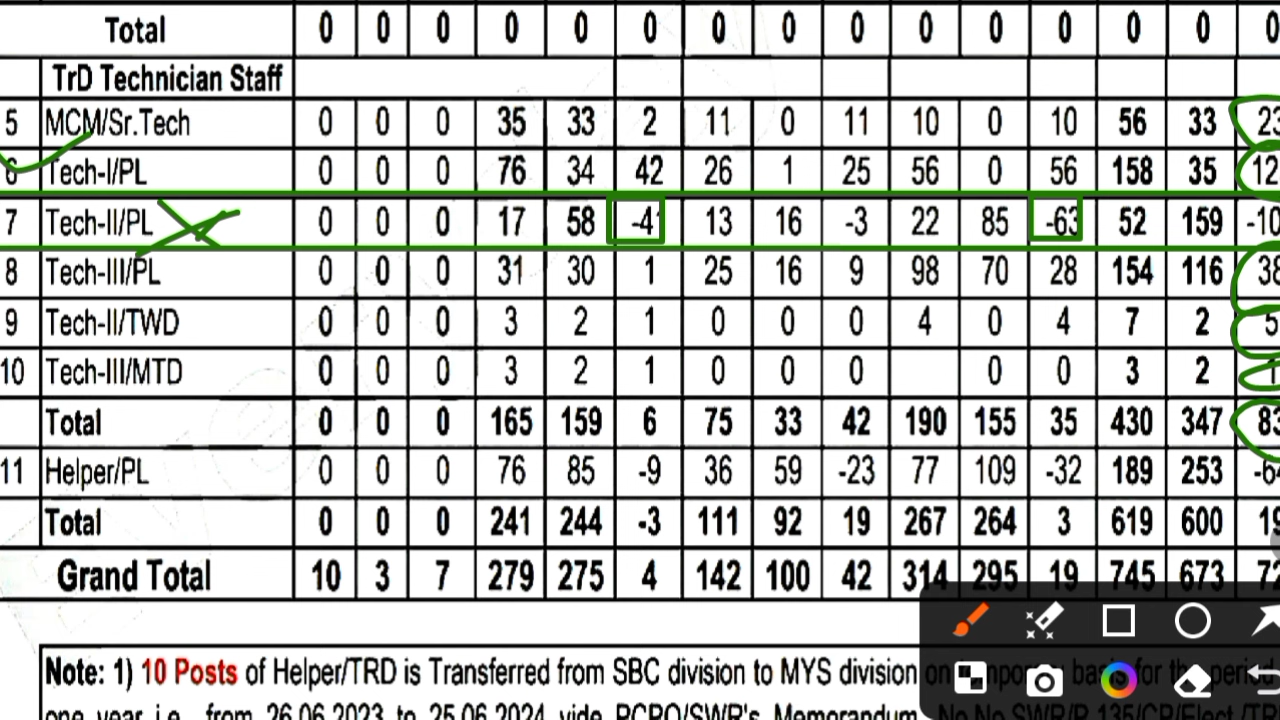 Total 0 0 0 0 0 0 0 0 0 0 0 0 0 0
TrD Technician Staff
5 MCM/Sr.Tech 0 0 0 35 33 2 11 0 11 10 0 10 56 33 23
6 Tech-I/PL 0 0 0 76 34 42 26 1 25 56 0 56 158 35 12
7 Tech-II/PL 0 0 0 17 58 -41 13 16 -3 22 85 -63 52 159 -10
8 Tech-III/PL 0 0 0 31 30 1 25 16 9 98 70 28 154 116 38
9 Tech-II/TWD 0 0 0 3 2 1 0 0 0 4 0 4 7 2 5
10 Tech-III/MTD 0 0 0 3 2 1 0 0 0 0 0 3 2 1
Total 0 0 0 165 159 6 75 33 42 190 155 35 430 347 83
11 Helper/PL 0 0 0 76 85 -9 36 59 -23 77 109 -32 189 253 -64
Total 0 0 0 241 244 -3 111 92 19 267 264 3 619 600 19
Grand Total 10 3 7 279 275 4 142 100 42 314 295 19 745 673 72
Note: 1) 10 Posts of Helper/TRD is Transferred from SBC division to MYS division on temporary basis for the period
one year i.e., from 26.06.2023 to 25.06.2024 vide PCPO/SWR's Memorandum